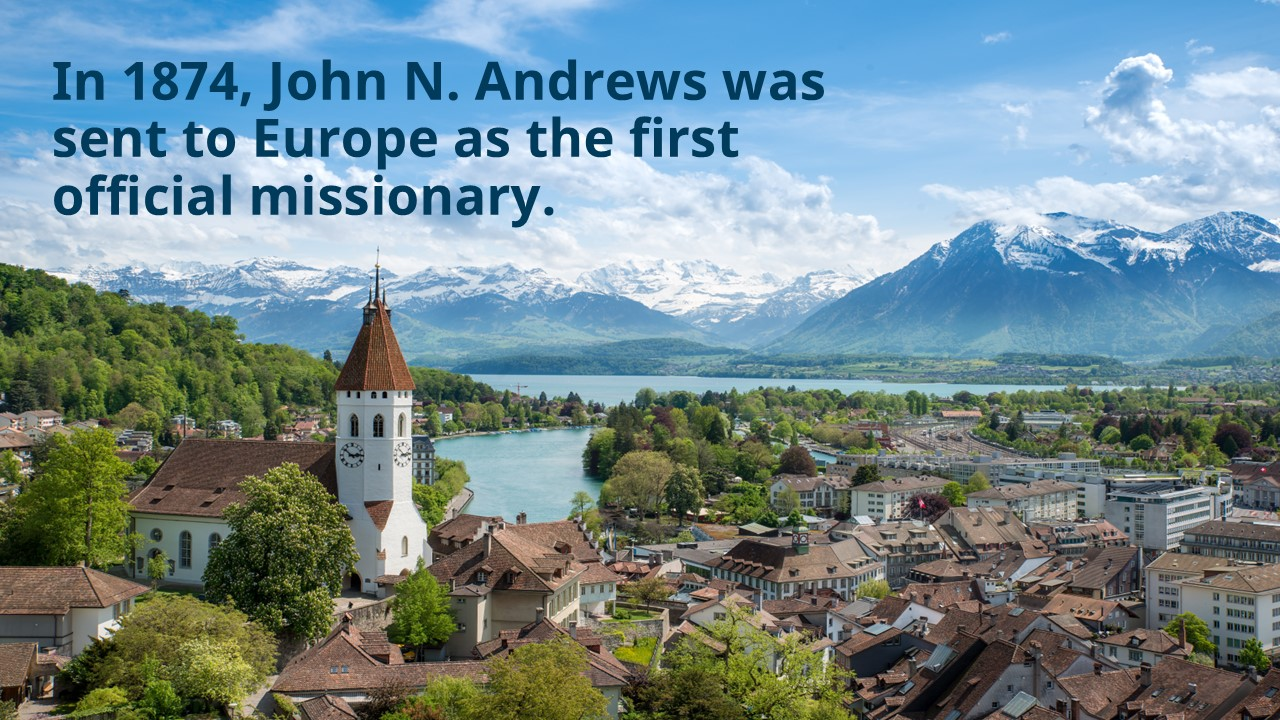 In 1874, John N. Andrews was
sent to Europe as the first
official missionary.